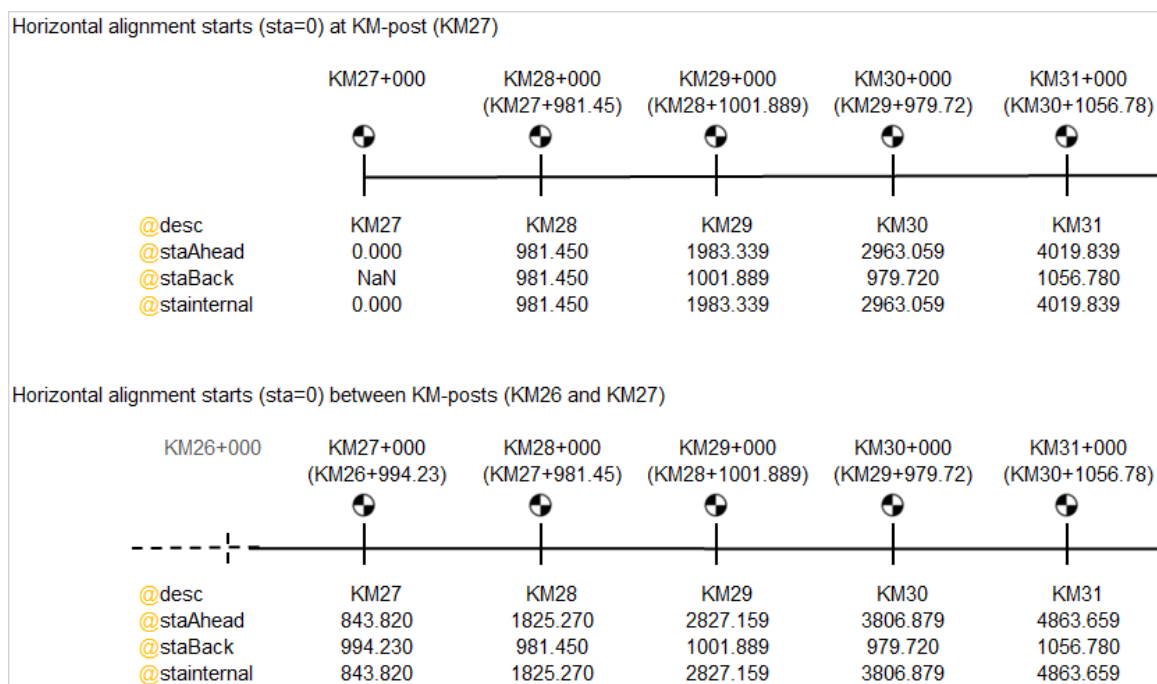 Horizontal alignment starts (sta=0) at KM-post (KM27)
KM27+000 KM28+000 KM29+000 KM30+000 KM31+000
(KM27+981.45) (KM28+1001.889) (KM29+979.72) (KM30+1056.78)
@desc KM27 KM28 KM29 KM30 KM31
@staAhead 0.000 981.450 1983.339 2963.059 4019.839
@staBack NaN 981.450 1001.889 979.720 1056.780
@stainternal 0.000 981.450 1983.339 2963.059 4019.839
Horizontal alignment starts (sta=0) between KM-posts (KM26 and KM27)
KM26+000 KM27+000 KM28+000 KM29+000 KM30+000 KM31+000
(KM26+994.23) (KM27+981.45) (KM28+1001.889) (KM29+979.72) (KM30+1056.78)
@desc KM27 KM28 KM29 KM30 KM31
@staAhead 843.820 1825.270 2827.159 3806.879 4863.659
@staBack 994.230 981.450 1001.889 979.720 1056.780
@stainternal 843.820 1825.270 2827.159 3806.879 4863.659